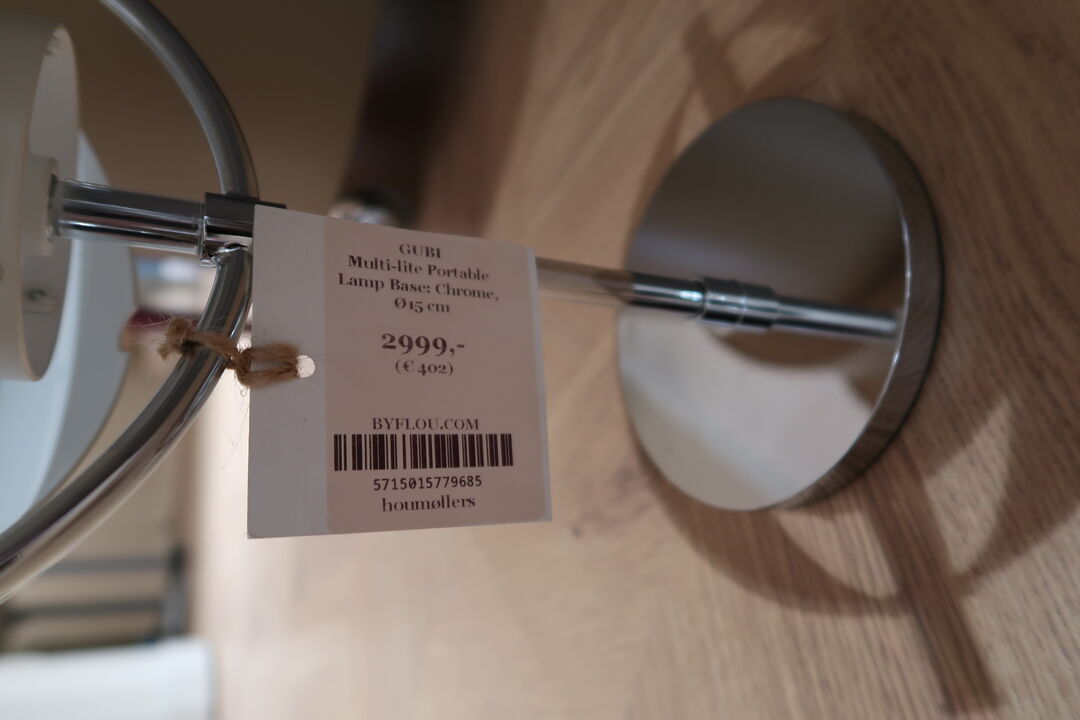 GUBI
Multi-lite Portable
Lamp Base: Chrome,
Ø15 cm
2999,-
(€ 402)
BYFLOU.COM
5715015779685
houmøllers